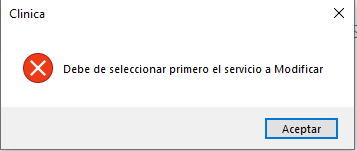 Clinica
Debe de seleccionar primero el servicio a Modificar
Aceptar